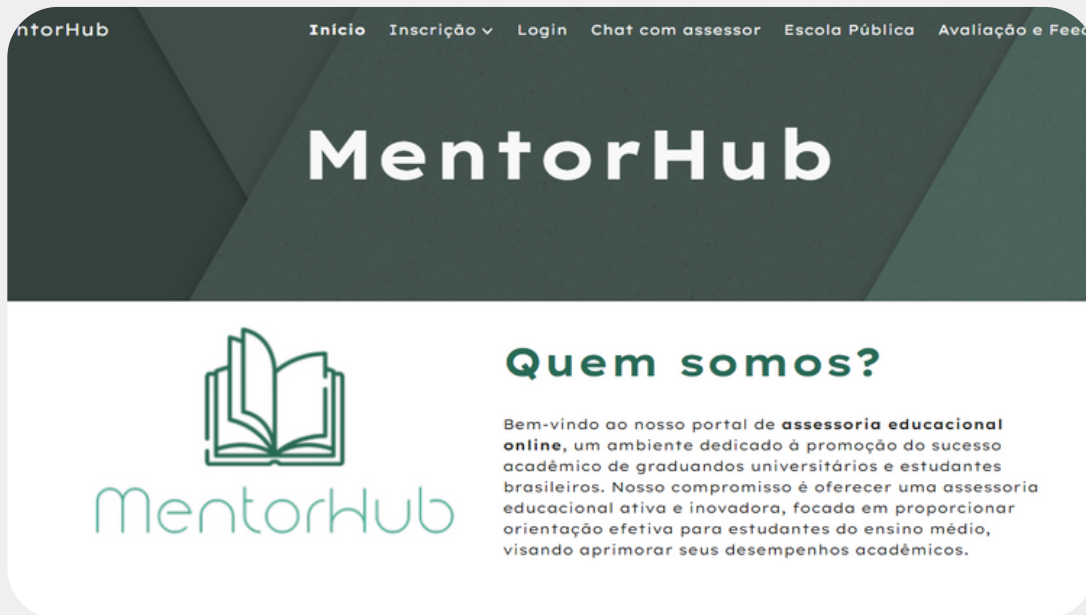 ntorHub Início Inscrição Login Chat com assessor Escola Pública Avaliação e Feed
MentorHub
MentorHub
Quem somos?
Bem-vindo ao nosso portal de assessoria educacional
online, um ambiente dedicado à promoção do sucesso
acadêmico de graduandos universitários e estudantes
brasileiros. Nosso compromisso é oferecer uma assessoria
educacional ativa e inovadora, focada em proporcionar
orientação efetiva para estudantes do ensino médio,
visando aprimorar seus desempenhos acadêmicos.